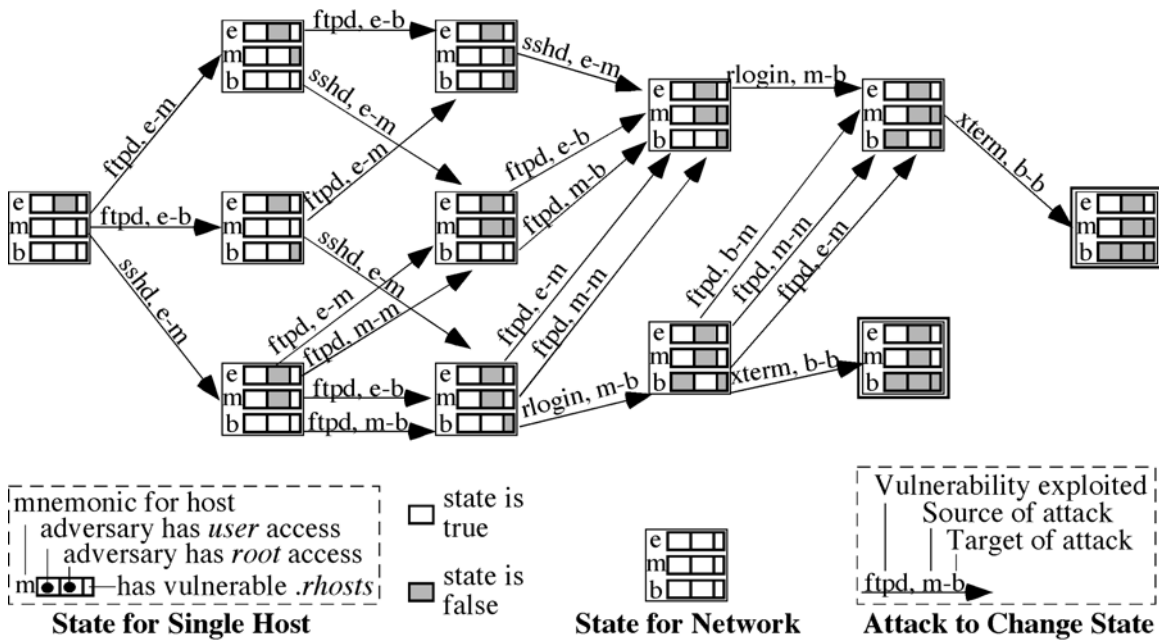 ftpd, e-b
e
m
b
e
m
b
sshd, e-m
ftpd, e-m
sshd, e-m
e
m
b
rlogin, m-b
e
m
b
xterm, b-b
ftpd, e-m
ftpd, e-b
ftpd, m-b
e
m
b
ftpd, e-b
e
m
b
e
m
b
e
m
b
sshd, e-m
sshd, e-m
ftpd, e-m
ftpd, m-m
ftpd, e-m
ftpd, m-m
ftpd, b-m
ftpd, m-m
ftpd, e-m
e
m
b
ftpd, e-b
ftpd, m-b
e
m
b
rlogin, m-b
e
m
b
xterm, b-b
e
m
b
mnemonic for host
adversary has user access
adversary has root access
m
has vulnerable .rhosts
State for Single Host
state is
true
state is
false
e
m
b
State for Network
Vulnerability exploited
Source of attack
Target of attack
ftpd, m-b
Attack to Change State